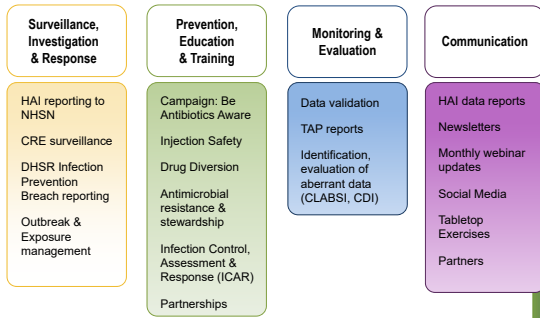 Surveillance,
Investigation
& Response
HAI reporting to
NHSN
CRE surveillance
DHSR Infection
Prevention
Breach reporting
Outbreak &
Exposure
management
Prevention,
Education
& Training
Campaign: Be
Antibiotics Aware
Injection Safety
Drug Diversion
Antimicrobial
resistance &
stewardship
Infection Control,
Assessment &
Response (ICAR)
Partnerships
Monitoring &
Evaluation
Data validation
TAP reports
Identification,
evaluation of
aberrant data
(CLABSI, CDI)
Communication
HAI data reports
Newsletters
Monthly webinar
updates
Social Media
Tabletop
Exercises
Partners